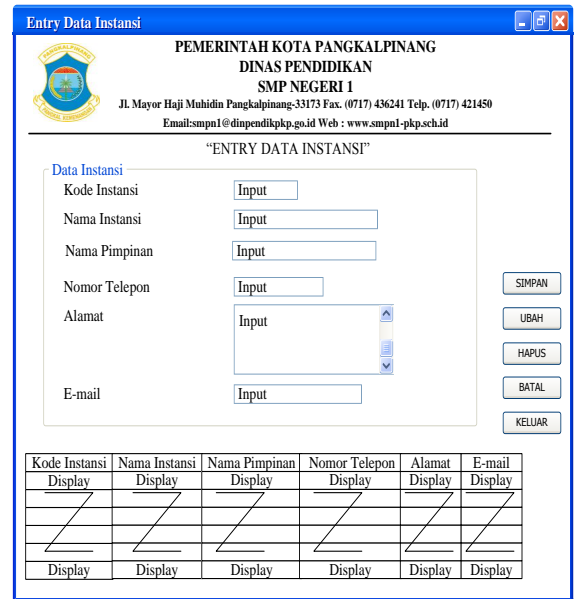 Entry Data Instansi
PEMERINTAH KOTA PANGKALPINANG
DINAS PENDIDIKAN
SMP NEGERI 1
Jl. Mayor Haji Muhidin Pangkalpinang-33173 Fax. (0717) 436241 Telp. (0717) 421450
Email:smpn1@dinpendikpkp.go.id Web : www.smpn1-pkp.sch.id
“ENTRY DATA INSTANSI”
Data Instansi
Kode Instansi Input
Nama Instansi Input
Nama Pimpinan Input
Nomor Telepon Input
Alamat Input
E-mail Input
SIMPAN
UBAH
HAPUS
BATAL
KELUAR
Kode Instansi Nama Instansi Nama Pimpinan Nomor Telepon Alamat E-mail
Display Display Display Display Display Display
Display Display Display Display Display Display